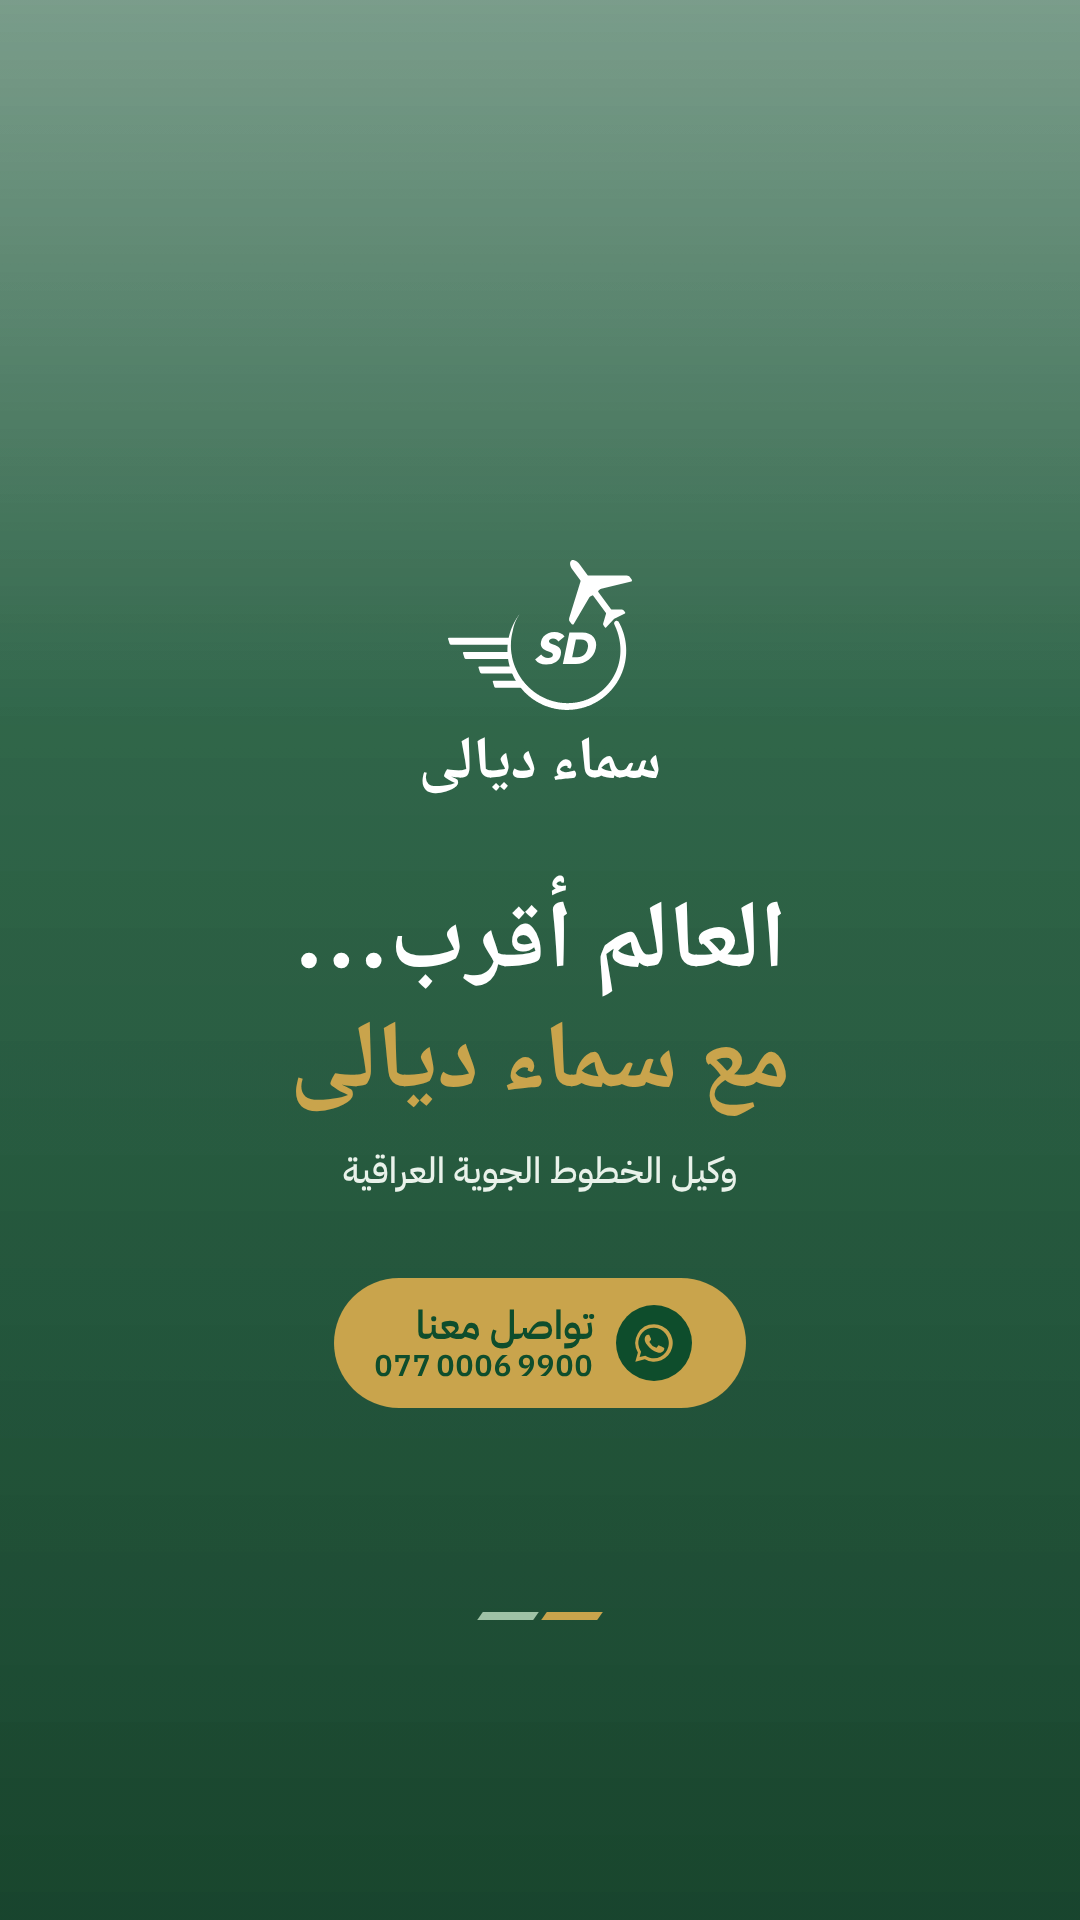 SD
سماء ديالى
العالم أقرب...
مع سماء ديالى
وكيل الخطوط الجوية العراقية
تواصل معنا
077 0006 9900